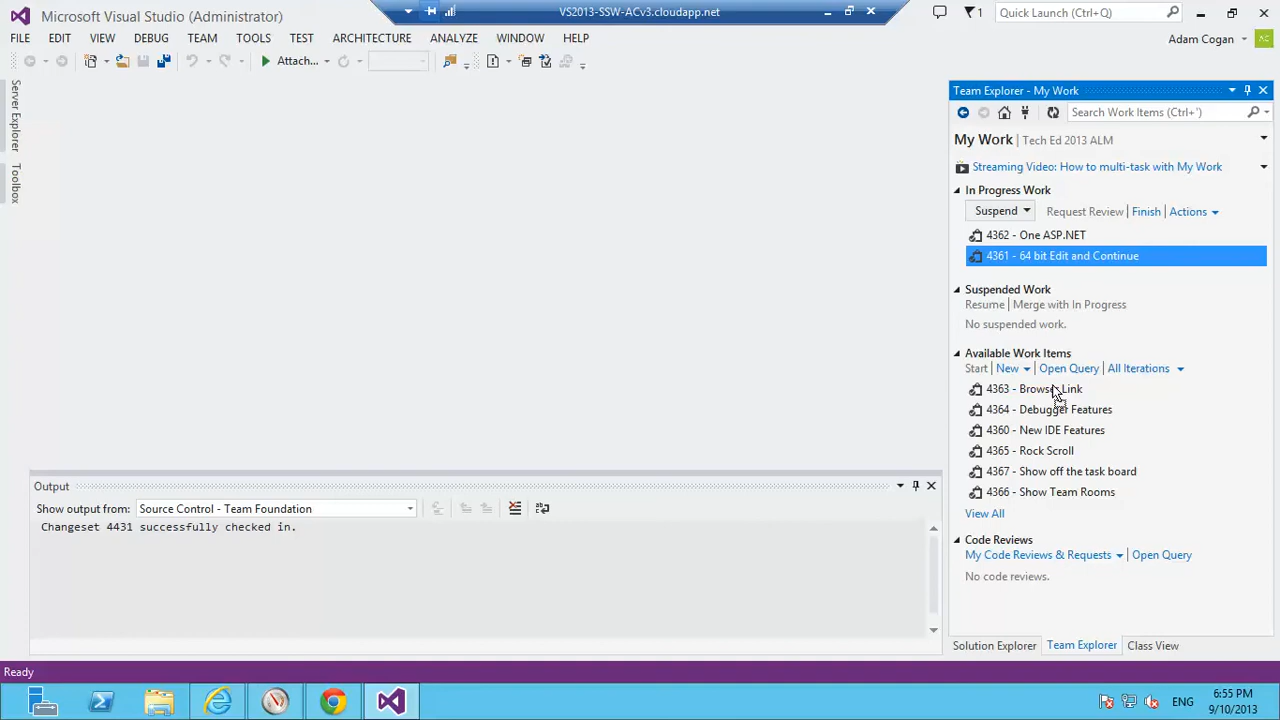 Microsoft Visual Studio (Administrator)
VS2013-SSW-ACv3.cloudapp.net
1
Quick Launch (Ctrl+Q)
FILE EDIT VIEW DEBUG TEAM TOOLS TEST ARCHITECTURE ANALYZE WINDOW HELP
Adam Cogan AC
Attach...
Server Explorer
Toolbox
Team Explorer - My Work
Search Work Items (Ctrl+')
My Work | Tech Ed 2013 ALM
Streaming Video: How to multi-task with My Work
In Progress Work
Suspend Request Review | Finish | Actions
4362 - One ASP.NET
4361 - 64 bit Edit and Continue
Suspended Work
Resume | Merge with In Progress
No suspended work.
Available Work Items
Start | New | Open Query | All Iterations
4363 - Browser Link
4364 - Debugger Features
4360 - New IDE Features
4365 - Rock Scroll
4367 - Show off the task board
4366 - Show Team Rooms
View All
Code Reviews
My Code Reviews & Requests | Open Query
No code reviews.
Output
Show output from: Source Control - Team Foundation
Changeset 4431 successfully checked in.
Solution Explorer Team Explorer Class View
Ready
ENG
6:55 PM
9/10/2013